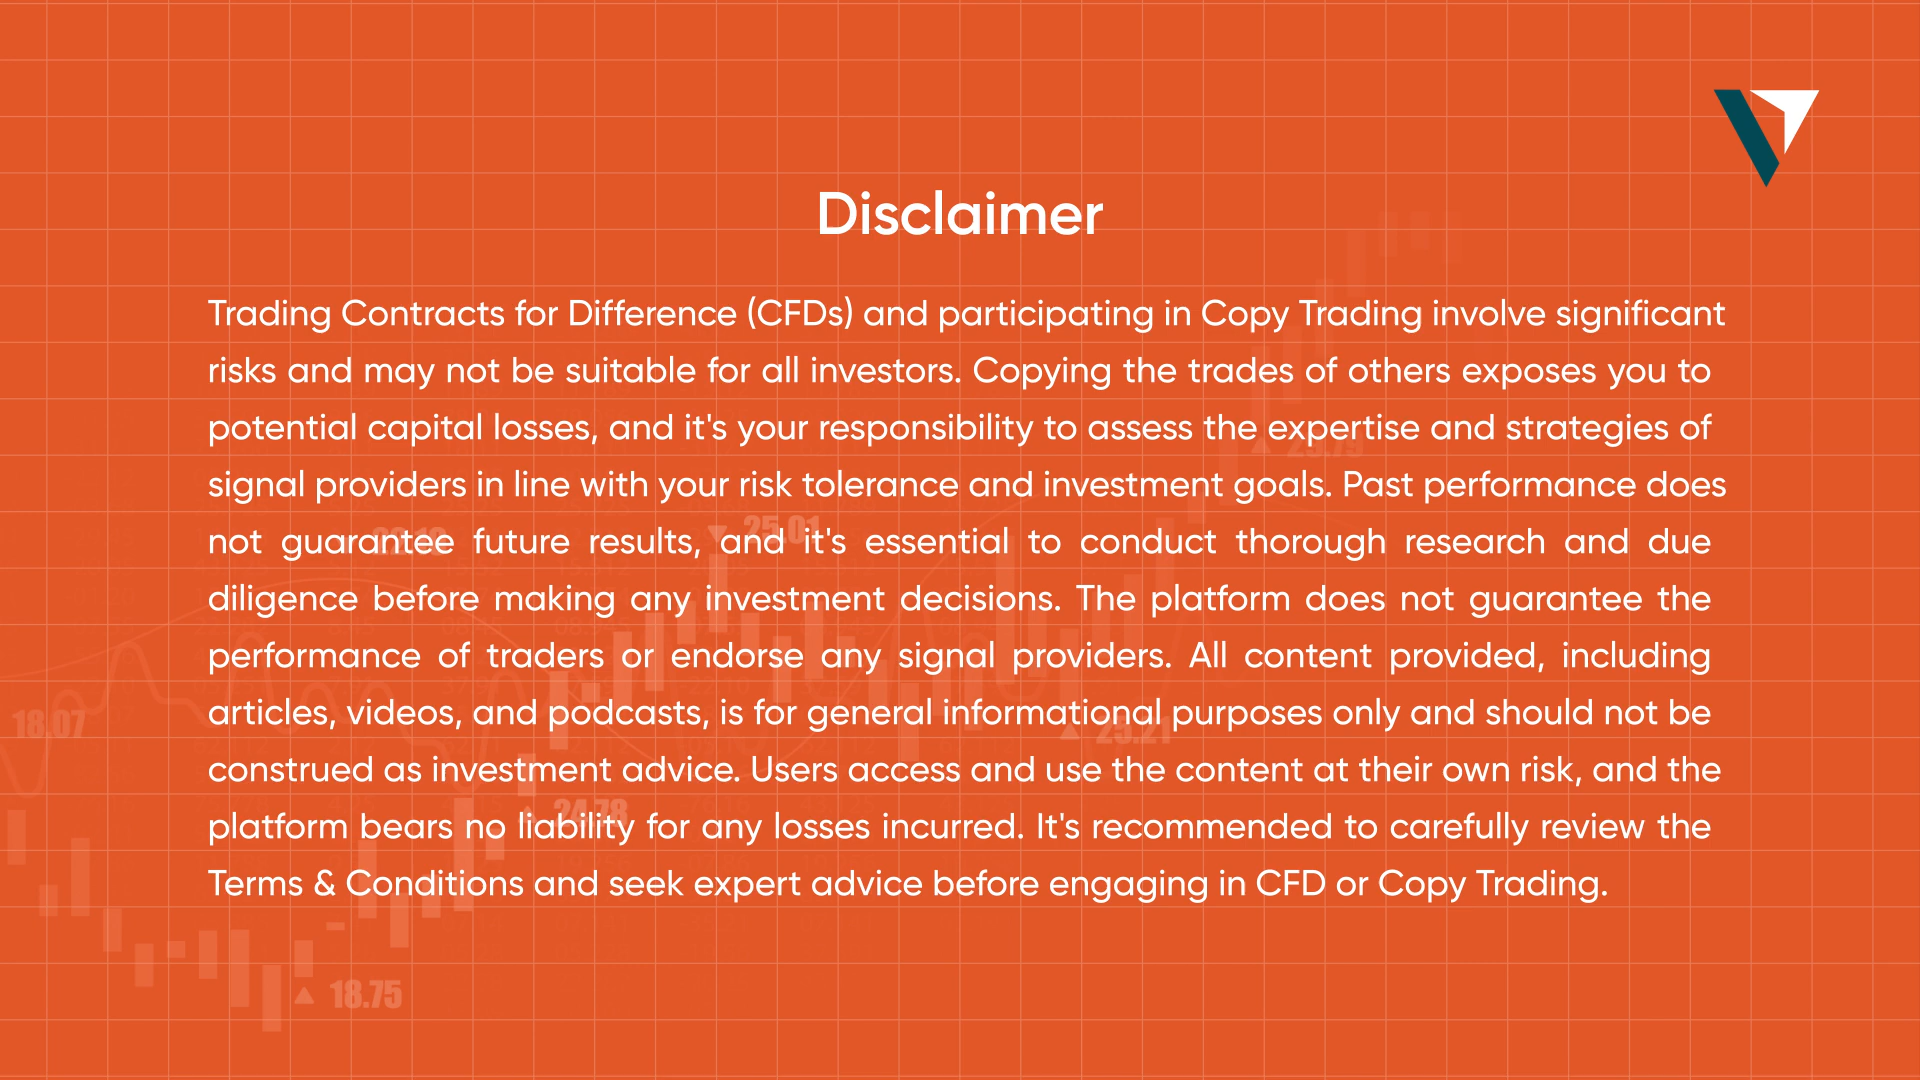 Disclaimer
Trading Contracts for Difference (CFDs) and participating in Copy Trading involve significant
risks and may not be suitable for all investors. Copying the trades of others exposes you to
potential capital losses, and it's your responsibility to assess the expertise and strategies of
signal providers in line with your risk tolerance and investment goals. Past performance does
not guarantee future results, and it's essential to conduct thorough research and due
diligence before making any investment decisions. The platform does not guarantee the
performance of traders or endorse any signal providers. All content provided, including
articles, videos, and podcasts, is for general informational purposes only and should not be
construed as investment advice. Users access and use the content at their own risk, and the
platform bears no liability for any losses incurred. It's recommended to carefully review the
Terms & Conditions and seek expert advice before engaging in CFD or Copy Trading.
25.79
25.01
18.07
25.21
24.78
18.75